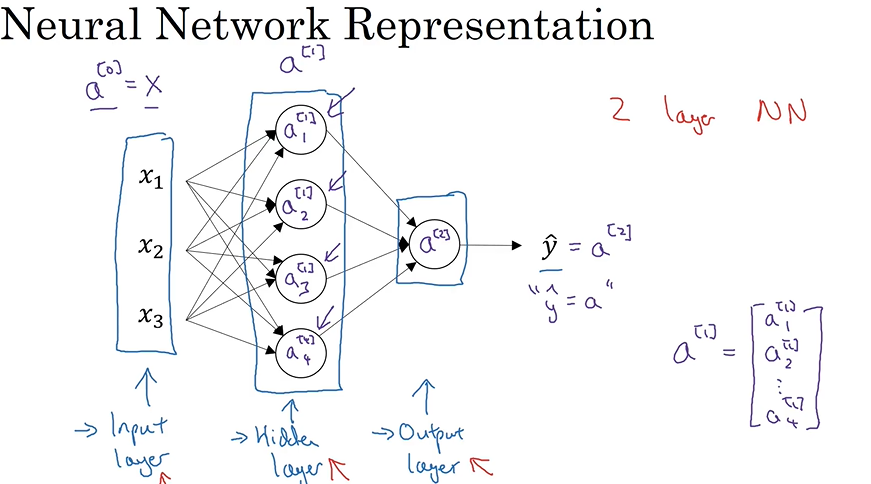 Neural Network Representation
a^[0] = X
a^[1]
2 layer NN
x₁
x₂
x₃
a₁^[1]
a₂^[1]
a₃^[1]
a₄^[4]
a^[2]
ŷ = a^[2]
"ŷ = a"
a^[1] = [a₁^[1]
a₂^[1]
⋮
a₄^[1]]
→ Input
layer
→ Hidden
layer
→ Output
layer